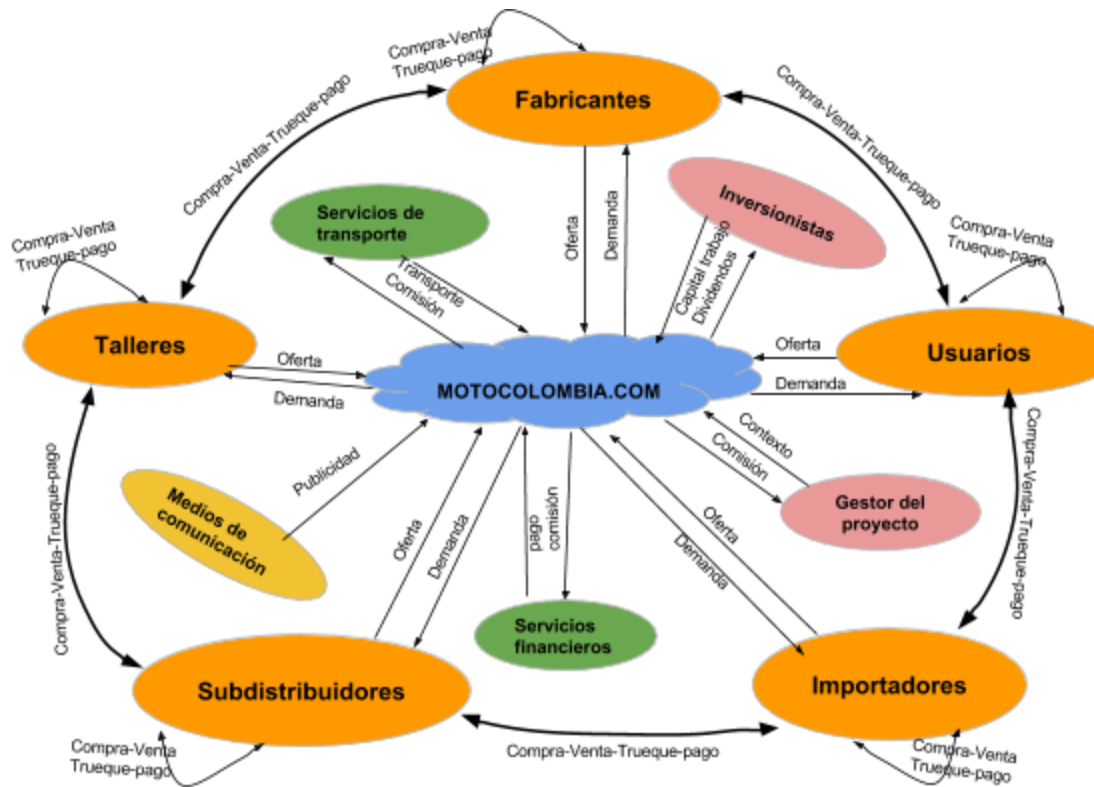 Compra-Venta
Trueque-pago
Fabricantes
Compra-Venta-Trueque-pago
Compra-Venta-Trueque-pago
Servicios de
transporte
Inversionistas
Oferta
Demanda
Compra-Venta
Trueque-pago
Compra-Venta
Trueque-pago
Transporte
Comisión
Capital trabajo
Dividendos
Talleres
Oferta
Demanda
MOTOCOLOMBIA.COM
Oferta
Demanda
Usuarios
Publicidad
Contexto
Comisión
Medios de
comunicación
Gestor del
proyecto
Compra-Venta-Trueque-pago
Oferta
Demanda
pago
comisión
Oferta
Demanda
Compra-Venta-Trueque-pago
Servicios
financieros
Subdistribuidores
Importadores
Compra-Venta
Trueque-pago
Compra-Venta-Trueque-pago
Compra-Venta
Trueque-pago